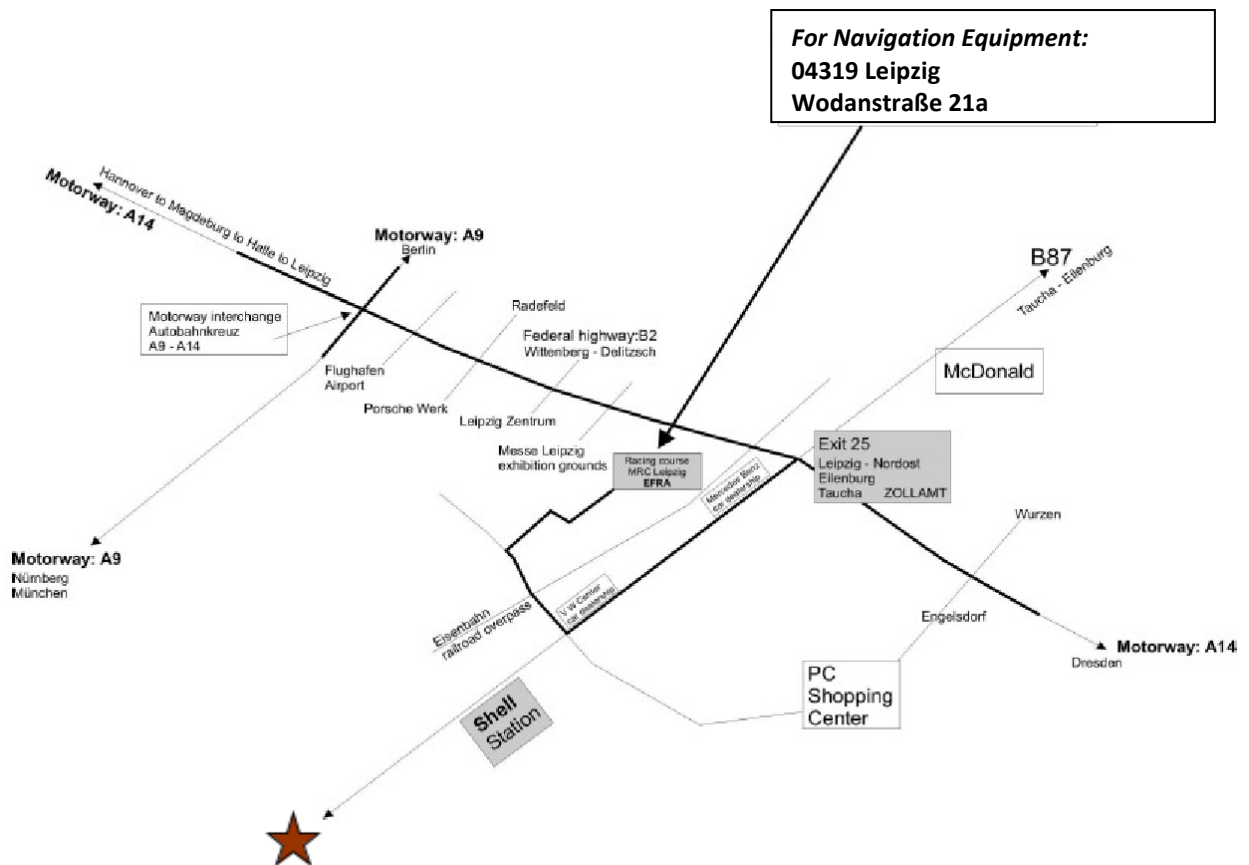 For Navigation Equipment:
04319 Leipzig
Wodanstraße 21a
Hannover to Magdeburg to Halle to Leipzig
Motorway: A14
Motorway: A9
Berlin
B87
Taucha - Eilenburg
Motorway interchange
Autobahnkreuz
A9 - A14
Radefeld
Federal highway:B2
Wittenberg - Delitzsch
Flughafen
Airport
Porsche Werk
Leipzig Zentrum
Messe Leipzig
exhibition grounds
McDonald
Racing course
MRC Leipzig
EFRA
Mercedes Benz
car dealership
Exit 25
Leipzig - Nordost
Eilenburg
Taucha ZOLLAMT
Wurzen
Motorway: A9
Nürnberg
München
V W Center
car dealership
Eisenbahn
railroad overpass
Engelsdorf
Motorway: A14
Dresden
PC
Shopping
Center
Shell
Station